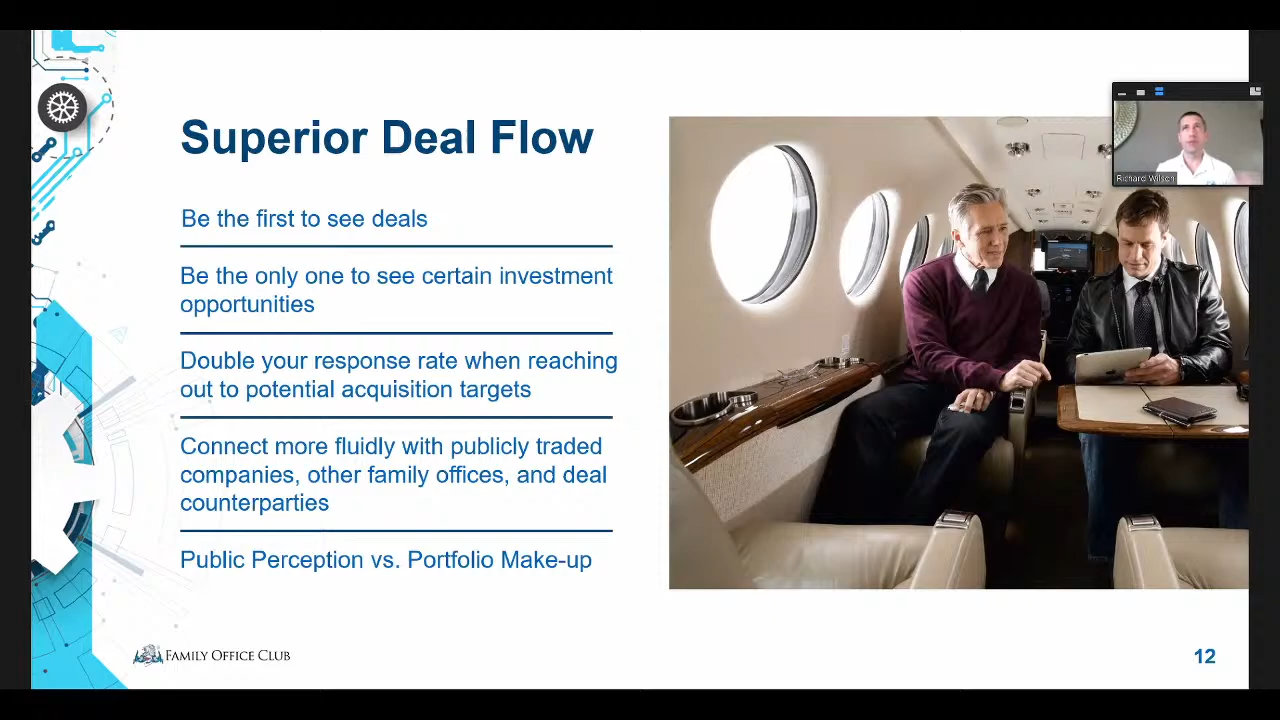 Superior Deal Flow
Be the first to see deals
Be the only one to see certain investment
opportunities
Double your response rate when reaching
out to potential acquisition targets
Connect more fluidly with publicly traded
companies, other family offices, and deal
counterparties
Public Perception vs. Portfolio Make-up
Richard Wilson
FAMILY OFFICE CLUB
12